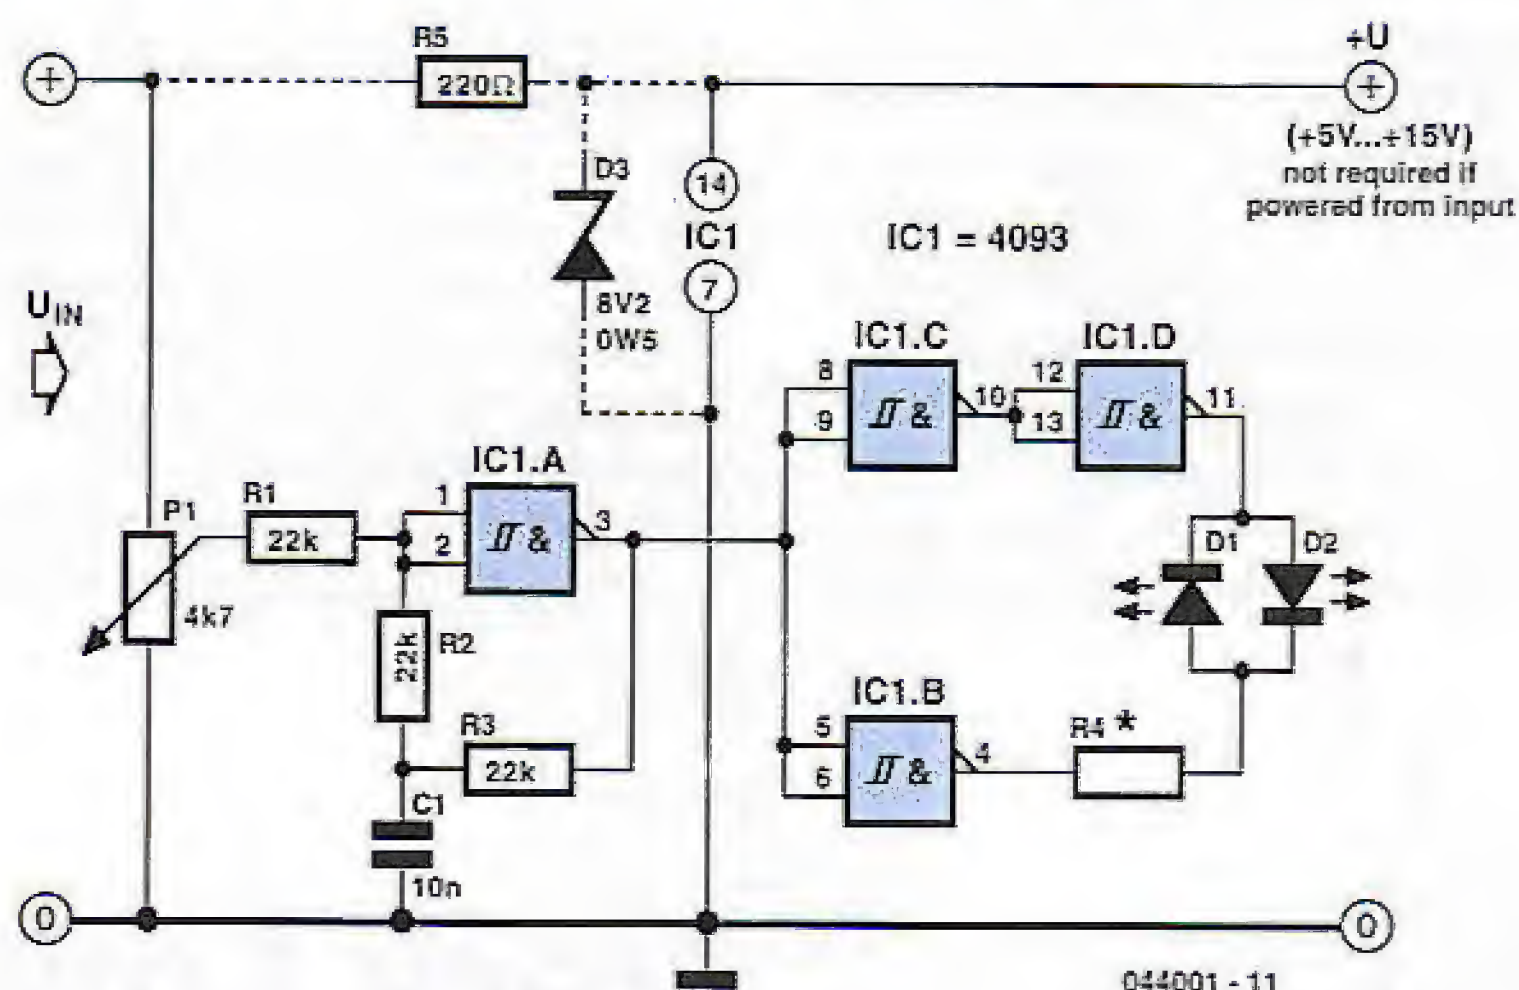 R5
+U
+
220Ω
+
(+5V...+15V)
not required if
powered from input
D3
14
IC1
7
IC1 = 4093
8V2
0W5
UIN
IC1.C
IC1.D
8
9
&
10
12
13
&
11
IC1.A
P1
R1
22k
1
2
&
3
4k7
D1
D2
22k
R2
R3
22k
IC1.B
5
6
&
4
R4 *
C1
10n
0
0
044001 - 11